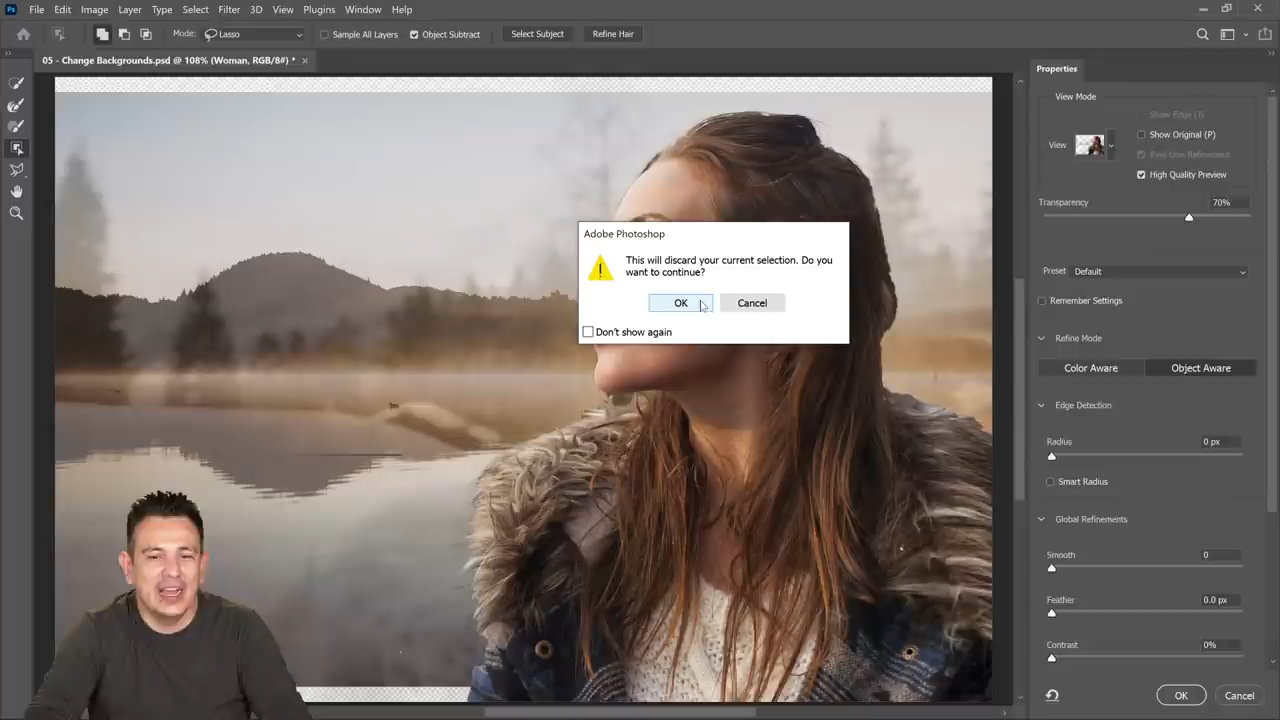 Ps File Edit Image Layer Type Select Filter 3D View Plugins Window Help
Mode: Lasso Sample All Layers Object Subtract Select Subject Refine Hair
05 - Change Backgrounds.psd @ 108% (Woman, RGB/8#) * ×
Properties
View Mode
Show Edge (J)
Show Original (P)
View
Real-time Refinement
High Quality Preview
Transparency 70%
Adobe Photoshop
This will discard your current selection. Do you
want to continue?
OK Cancel
Don't show again
Preset Default
Remember Settings
Refine Mode
Color Aware Object Aware
Edge Detection
Radius 0 px
Smart Radius
Global Refinements
Smooth 0
Feather 0.0 px
Contrast 0%
OK Cancel